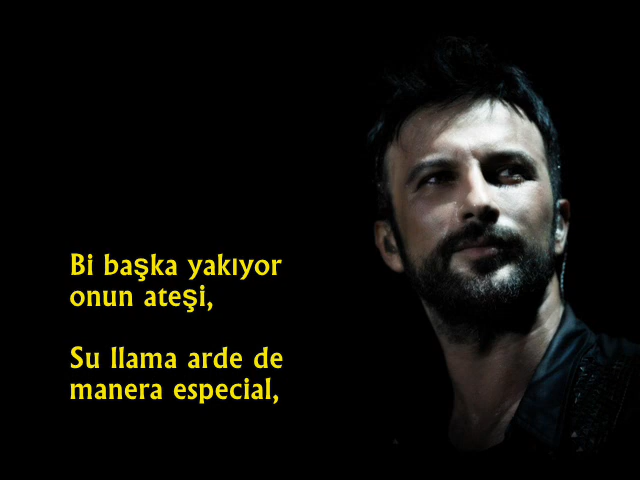 Bi başka yakıyor
onun ateşi,
Su llama arde de
manera especial,